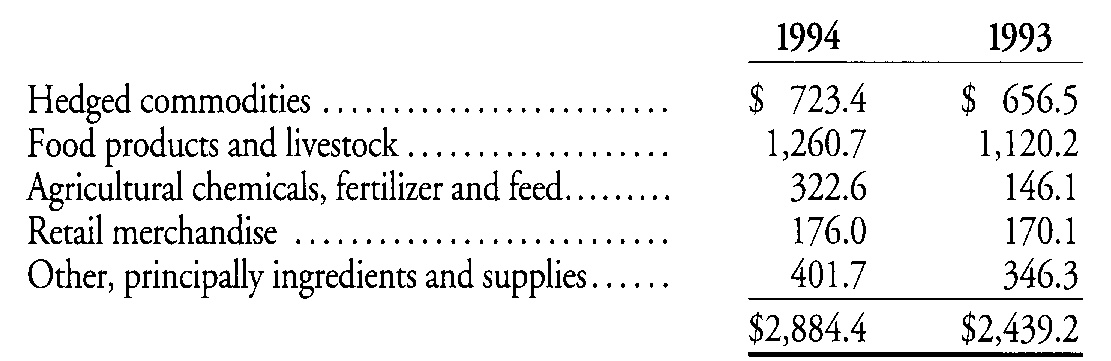 1994 1993
Hedged commodities ........................ $ 723.4 $ 656.5
Food products and livestock ................... 1,260.7 1,120.2
Agricultural chemicals, fertilizer and feed......... 322.6 146.1
Retail merchandise ........................... 176.0 170.1
Other, principally ingredients and supplies...... 401.7 346.3
$2,884.4 $2,439.2